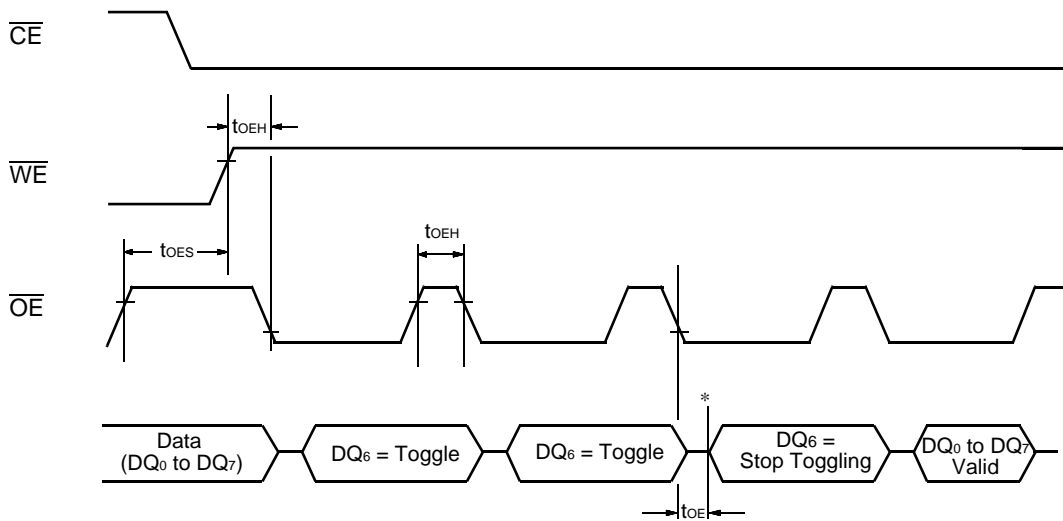 CE
tOEH
WE
tOES
tOEH
OE
*
Data
(DQ0 to DQ7)
DQ6 = Toggle
DQ6 = Toggle
DQ6 =
Stop Toggling
DQ0 to DQ7
Valid
tOE